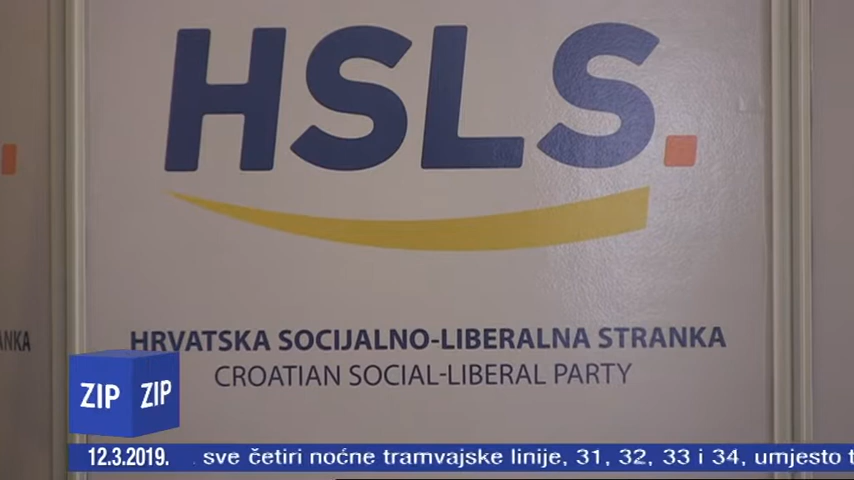 HSLS.
ANKA
HRVATSKA SOCIJALNO-LIBERALNA STRANKA
CROATIAN SOCIAL-LIBERAL PARTY
ZIP ZIP
12.3.2019. . sve četiri noćne tramvajske linije, 31, 32, 33 i 34, umjesto t